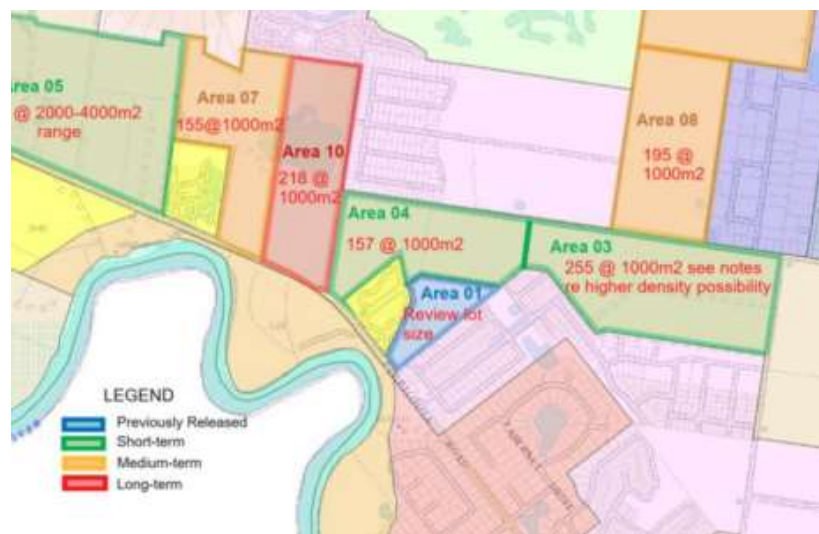 Area 05
@ 2000-4000m2
range
Area 07
155@1000m2
Area 10
218 @
1000m2
Area 08
195 @
1000m2
Area 04
157 @ 1000m2
Area 03
255 @ 1000m2 see notes
re higher density possibility
Area 01
Review lot
size
LEGEND
Previously Released
Short-term
Medium-term
Long-term